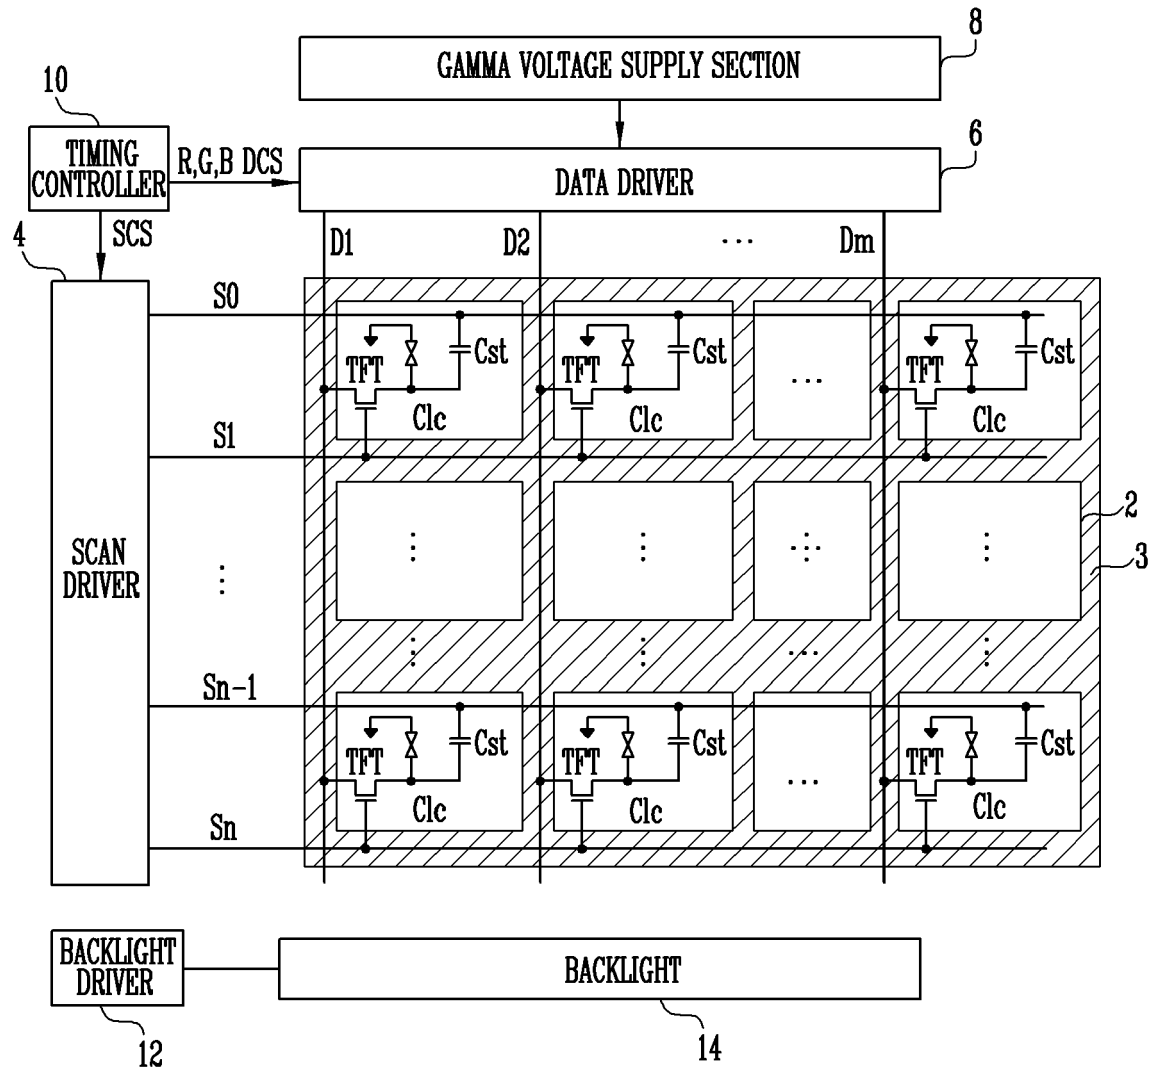 8
GAMMA VOLTAGE SUPPLY SECTION
10
6
TIMING
CONTROLLER
R,G,B DCS
DATA DRIVER
4
SCS
D1
D2
...
Dm
S0
Cst
Cst
Cst
TFT
TFT
TFT
...
Clc
Clc
Clc
S1
2
SCAN
DRIVER
3
...
Sn-1
Cst
Cst
Cst
TFT
TFT
TFT
...
Clc
Clc
Clc
Sn
BACKLIGHT
DRIVER
BACKLIGHT
12
14